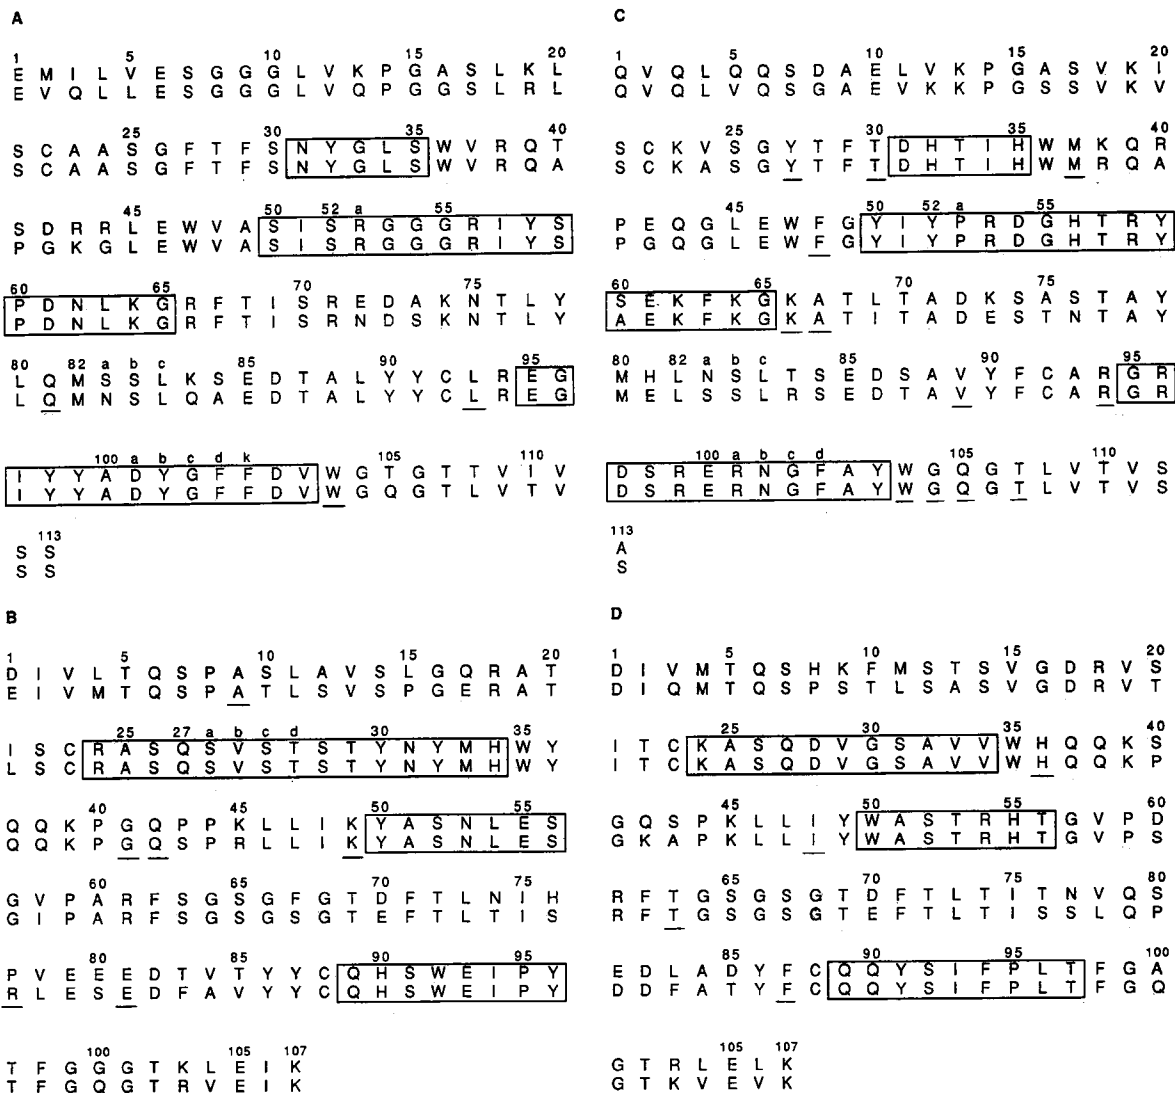 A
1 5 10 15 20
E M I L V E S G G G L V K P G A S L K L
E V Q L L E S G G G L V Q P G G S L R L
25 30 35 40
S C A A S G F T F S N Y G L S W V R Q T
S C A A S G F T F S N Y G L S W V R Q A
45 50 52 a 55
S D R R L E W V A S I S R G G G R I Y S
P G K G L E W V A S I S R G G G R I Y S
60 65 70 75
P D N L K G R F T I S R E D A K N T L Y
P D N L K G R F T I S R N D S K N T L Y
80 82 a b c 85 90 95
L Q M S S L K S E D T A L Y Y C L R E G
L Q M N S L Q A E D T A L Y Y C L R E G
100 a b c d k 105 110
I Y Y A D Y G F F D V W G T G T T V I V
I Y Y A D Y G F F D V W G Q G T L V T V
113
S S
S S
B
1 5 10 15 20
D I V L T Q S P A S L A V S L G Q R A T
E I V M T Q S P A T L S V S P G E R A T
25 27 a b c d 30 35
I S C R A S Q S V S T S T Y N Y M H W Y
L S C R A S Q S V S T S T Y N Y M H W Y
40 45 50 55
Q Q K P G Q P P K L L I K Y A S N L E S
Q Q K P G Q S P R L L I K Y A S N L E S
60 65 70 75
G V P A R F S G S G F G T D F T L N I H
G I P A R F S G S G S G T E F T L T I S
80 85 90 95
P V E E E D T V T Y Y C Q H S W E I P Y
R L E S E D F A V Y Y C Q H S W E I P Y
100 105 107
T F G G G T K L E I K
T F G Q G T R V E I K
C
1 5 10 15 20
Q V Q L Q Q S D A E L V K P G A S V K I
Q V Q L V Q S G A E V K K P G S S V K V
25 30 35 40
S C K V S G Y T F T D H T I H W M K Q R
S C K A S G Y T F T D H T I H W M R Q A
45 50 52 a 55
P E Q G L E W F G Y I Y P R D G H T R Y
P G Q G L E W F G Y I Y P R D G H T R Y
60 65 70 75
S E K F K G K A T L T A D K S A S T A Y
A E K F K G K A T I T A D E S T N T A Y
80 82 a b c 85 90 95
M H L N S L T S E D S A V Y F C A R G R
M E L S S L R S E D T A V Y F C A R G R
100 a b c d 105 110
D S R E R N G F A Y W G Q G T L V T V S
D S R E R N G F A Y W G Q G T L V T V S
113
A
S
D
1 5 10 15 20
D I V M T Q S H K F M S T S V G D R V S
D I Q M T Q S P S T L S A S V G D R V T
25 30 35 40
I T C K A S Q D V G S A V V W H Q Q K S
I T C K A S Q D V G S A V V W H Q Q K P
45 50 55 60
G Q S P K L L I Y W A S T R H T G V P D
G K A P K L L I Y W A S T R H T G V P S
65 70 75 80
R F T G S G S G T D F T L T I T N V Q S
R F T G S G S G T E F T L T I S S L Q P
85 90 95 100
E D L A D Y F C Q Q Y S I F P L T F G A
D D F A T Y F C Q Q Y S I F P L T F G Q
105 107
G T R L E L K
G T K V E V K